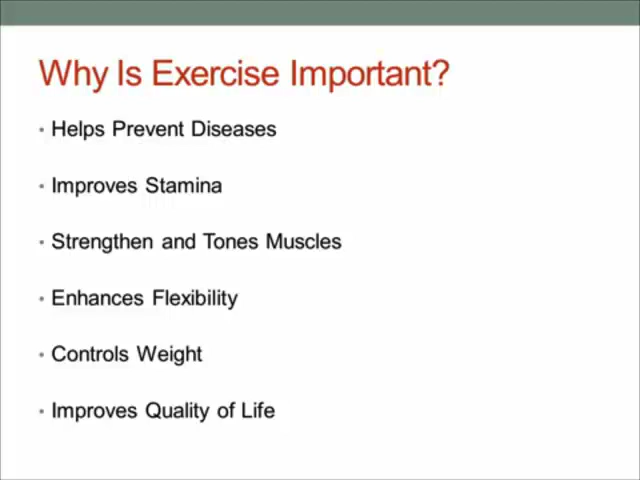 Why Is Exercise Important?
• Helps Prevent Diseases
• Improves Stamina
• Strengthen and Tones Muscles
• Enhances Flexibility
• Controls Weight
• Improves Quality of Life